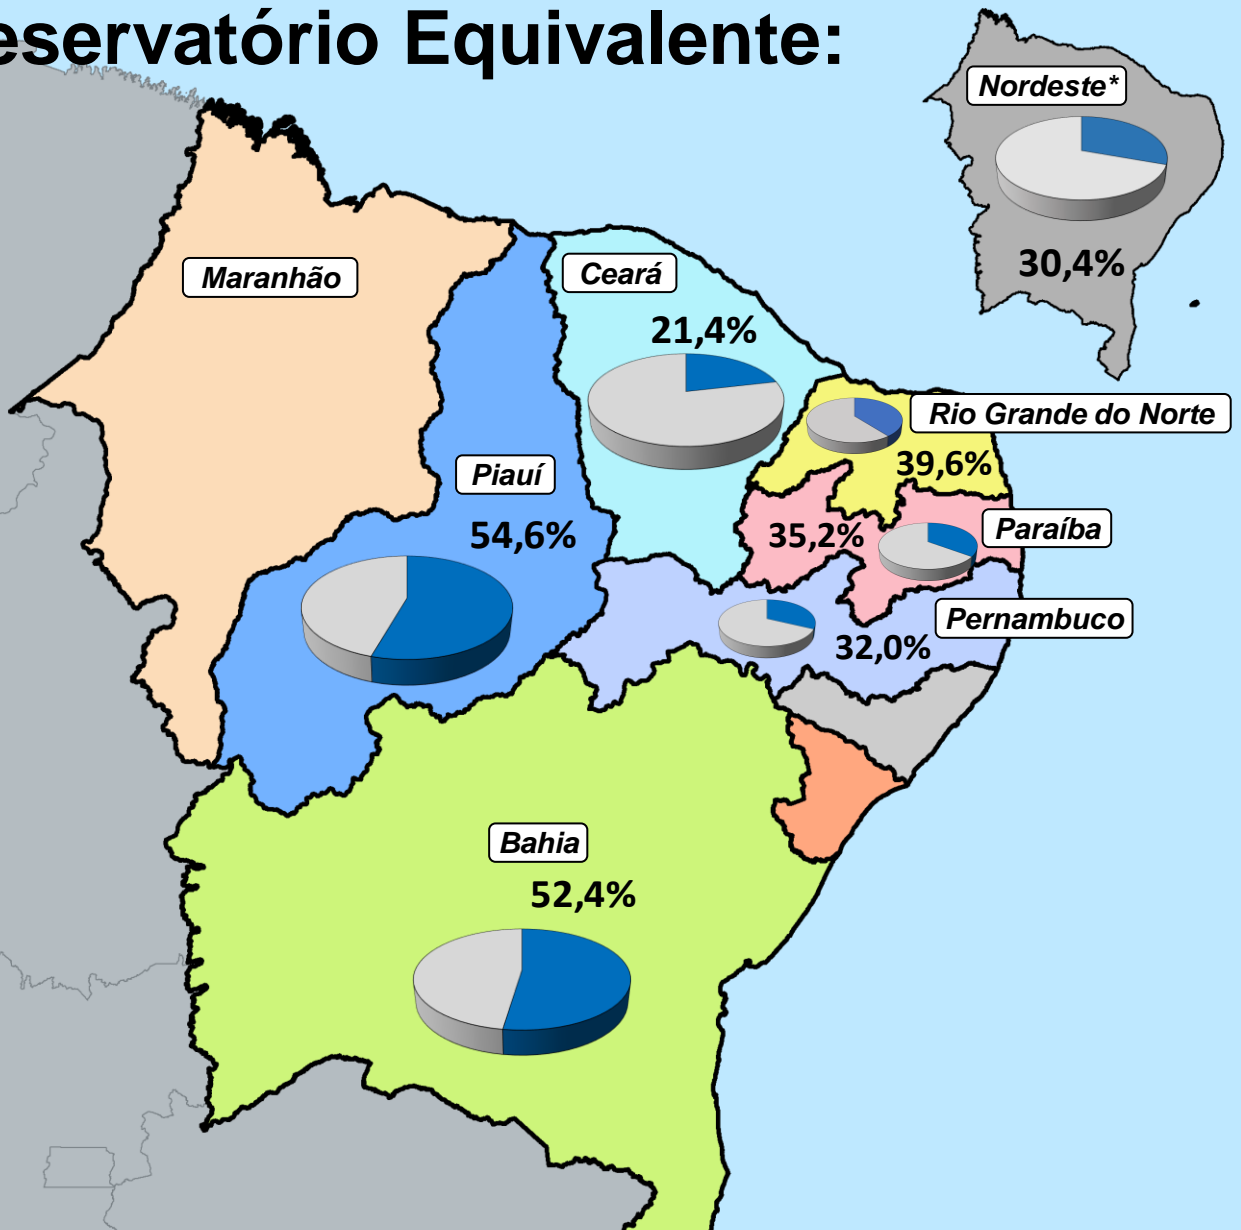 eservatório Equivalente:
Nordeste*
30,4%
Maranhão
Ceará
21,4%
Rio Grande do Norte
39,6%
Piauí
54,6%
35,2%
Paraíba
Pernambuco
32,0%
Bahia
52,4%